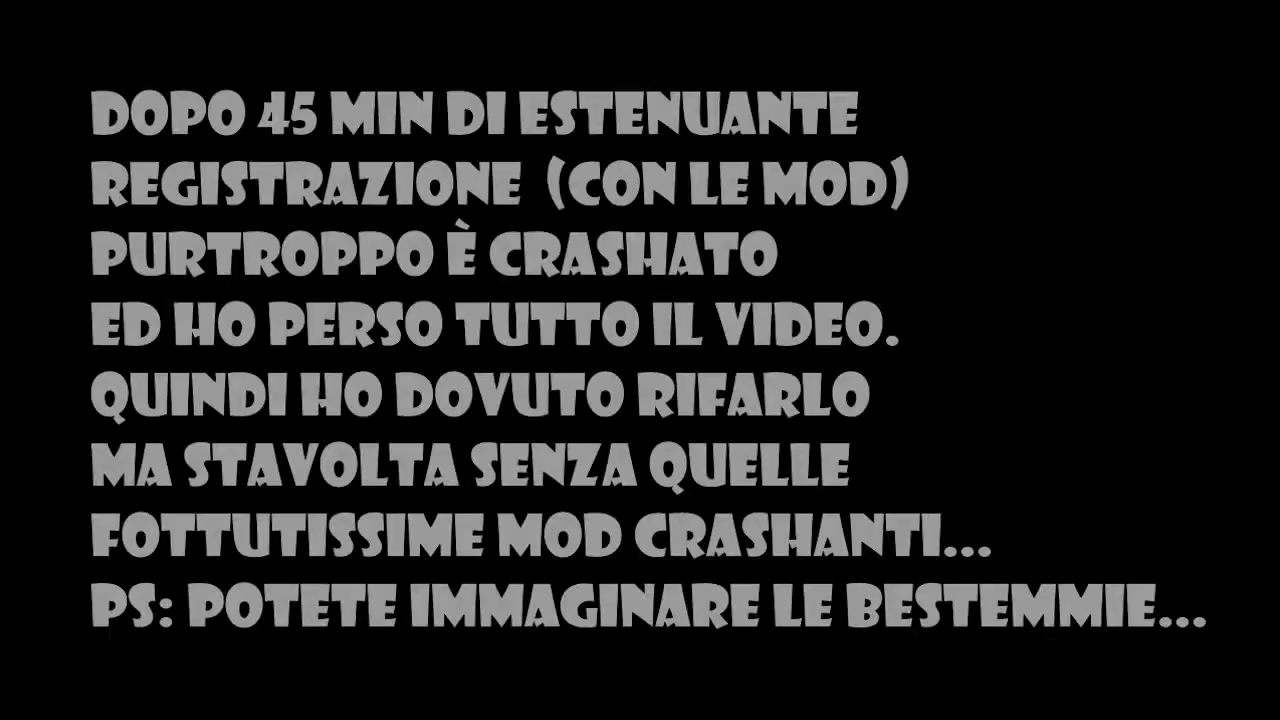 DOPO 45 MIN DI ESTENUANTE
REGISTRAZIONE (CON LE MOD)
PURTROPPO È CRASHATO
ED HO PERSO TUTTO IL VIDEO.
QUINDI HO DOVUTO RIFARLO
MA STAVOLTA SENZA QUELLE
FOTTUTISSIME MOD CRASHANTI...
PS: POTETE IMMAGINARE LE BESTEMMIE...